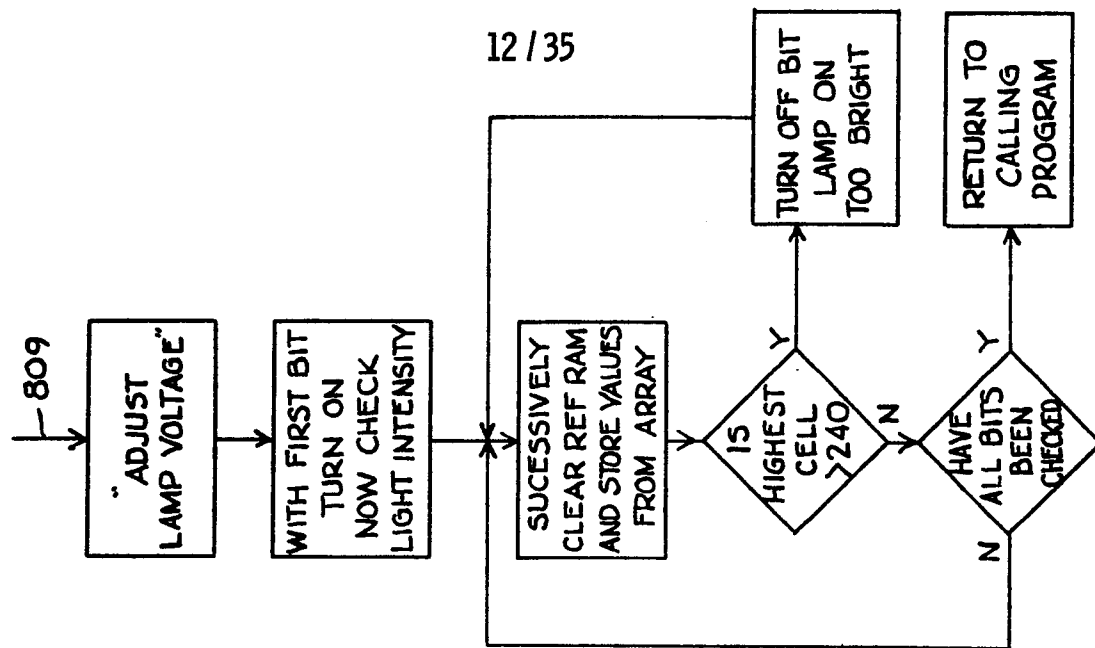 12/35
809
"ADJUST
LAMP VOLTAGE"
WITH FIRST BIT
TURN ON
NOW CHECK
LIGHT INTENSITY
SUCESSIVELY
CLEAR REF RAM
AND STORE VALUES
FROM ARRAY
IS
HIGHEST
CELL
>240
Y
N
TURN OFF BIT
LAMP ON
TOO BRIGHT
HAVE
ALL BITS
BEEN
CHECKED
Y
N
RETURN TO
CALLING
PROGRAM